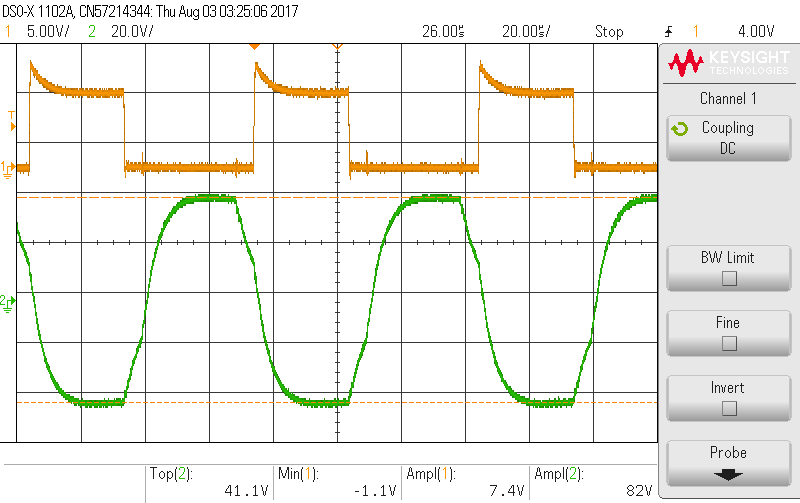 DSO-X 1102A, CN57214344: Thu Aug 03 03:25:06 2017
1 5.00V/ 2 20.0V/ 26.00s 20.00s/ Stop 1 4.00V
KEYSIGHT
TECHNOLOGIES
Channel 1
Coupling
DC
BW Limit
Fine
Invert
Probe
T
1
2
Top(2): Min(1): Ampl(1): Ampl(2):
41.1V -1.1V 7.4V 82V